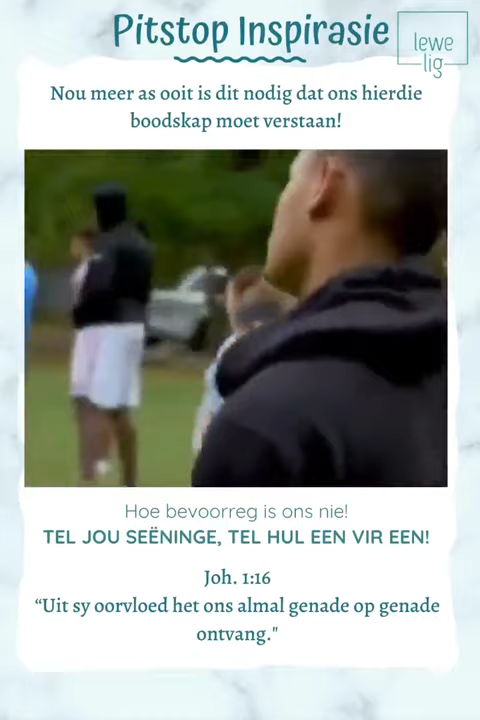 Pitstop Inspirasie
lewe
lig
Nou meer as ooit is dit nodig dat ons hierdie
boodskap moet verstaan!
Hoe bevoorreg is ons nie!
TEL JOU SEËNINGE, TEL HUL EEN VIR EEN!
Joh. 1:16
“Uit sy oorvloed het ons almal genade op genade
ontvang."